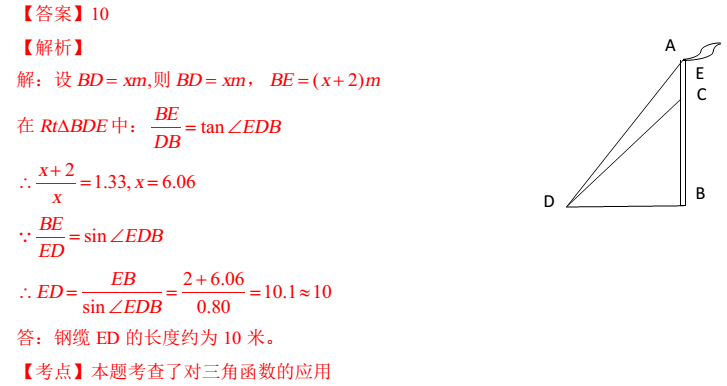 【答案】10
【解析】
解：设 BD = xm,则 BD = xm， BE = (x + 2)m
在 RtΔBDE 中： BE/DB = tan∠EDB
∴ (x+2)/x = 1.33, x = 6.06
∵ BE/ED = sin∠EDB
∴ ED = EB/sin∠EDB = (2+6.06)/0.80 = 10.1 ≈ 10
答：钢缆 ED 的长度约为 10 米。
【考点】本题考查了对三角函数的应用
A
E
C
D
B